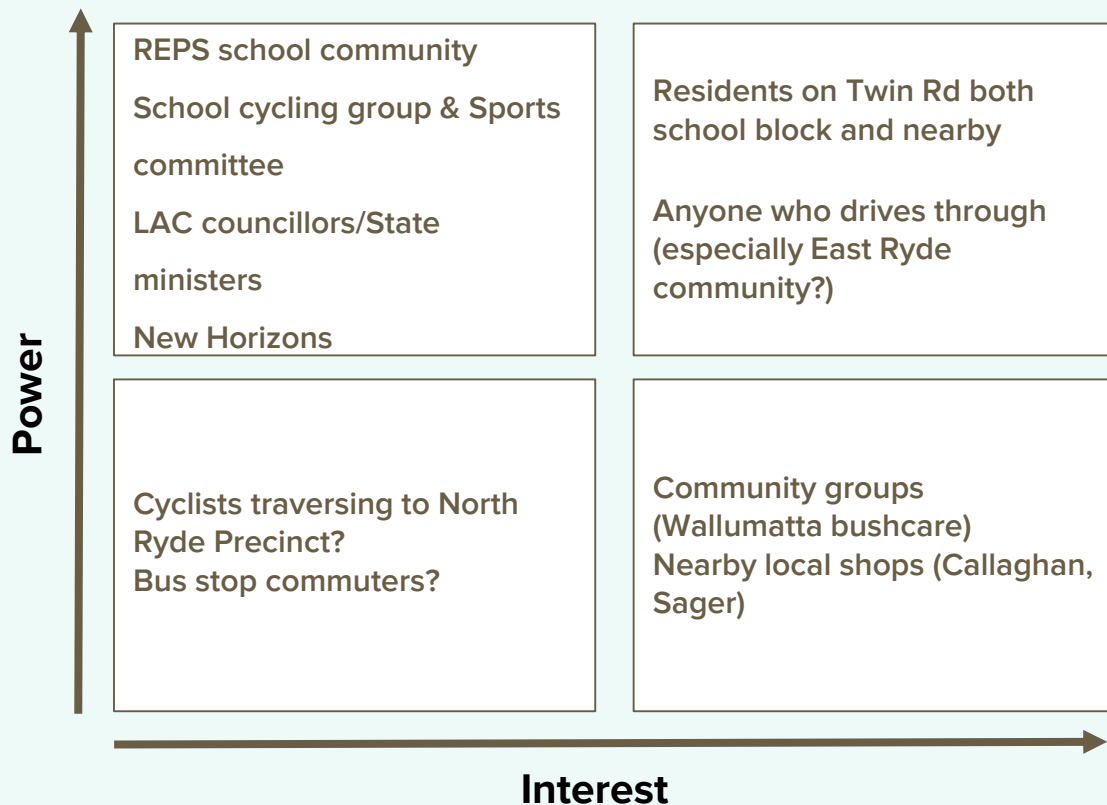 REPS school community
School cycling group & Sports
committee
LAC councillors/State
ministers
New Horizons
Residents on Twin Rd both
school block and nearby
Anyone who drives through
(especially East Ryde
community?)
Power
Cyclists traversing to North
Ryde Precinct?
Bus stop commuters?
Community groups
(Wallumatta bushcare)
Nearby local shops (Callaghan,
Sager)
Interest